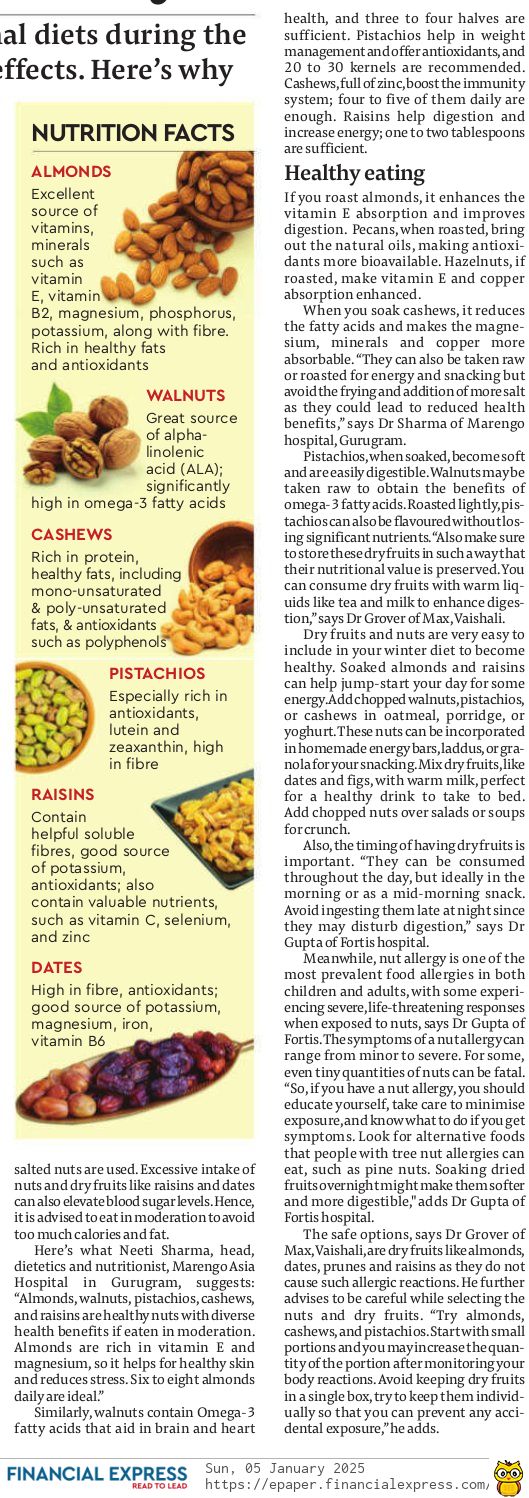 nal diets during the
effects. Here's why
NUTRITION FACTS
ALMONDS
Excellent
source of
vitamins,
minerals
such as
vitamin
E, vitamin
B2, magnesium, phosphorus,
potassium, along with fibre.
Rich in healthy fats
and antioxidants
WALNUTS
Great source
of alpha-
linolenic
acid (ALA);
significantly
high in omega-3 fatty acids
CASHEWS
Rich in protein,
healthy fats, including
mono-unsaturated
& poly-unsaturated
fats, & antioxidants
such as polyphenols
PISTACHIOS
Especially rich in
antioxidants,
lutein and
zeaxanthin, high
in fibre
RAISINS
Contain
helpful soluble
fibres, good source
of potassium,
antioxidants; also
contain valuable nutrients,
such as vitamin C, selenium,
and zinc
DATES
High in fibre, antioxidants;
good source of potassium,
magnesium, iron,
vitamin B6
salted nuts are used. Excessive intake of
nuts and dry fruits like raisins and dates
can also elevate blood sugar levels. Hence,
it is advised to eat in moderation to avoid
too much calories and fat.
Here's what Neeti Sharma, head,
dietetics and nutritionist, Marengo Asia
Hospital in Gurugram, suggests:
“Almonds, walnuts, pistachios, cashews,
and raisins are healthy nuts with diverse
health benefits if eaten in moderation.
Almonds are rich in vitamin E and
magnesium, so it helps for healthy skin
and reduces stress. Six to eight almonds
daily are ideal.”
Similarly, walnuts contain Omega-3
fatty acids that aid in brain and heart
health, and three to four halves are
sufficient. Pistachios help in weight
management and offer antioxidants, and
20 to 30 kernels are recommended.
Cashews, full of zinc, boost the immunity
system; four to five of them daily are
enough. Raisins help digestion and
increase energy; one to two tablespoons
are sufficient.
Healthy eating
If you roast almonds, it enhances the
vitamin E absorption and improves
digestion. Pecans, when roasted, bring
out the natural oils, making antioxi-
dants more bioavailable. Hazelnuts, if
roasted, make vitamin E and copper
absorption enhanced.
When you soak cashews, it reduces
the fatty acids and makes the magne-
sium, minerals and copper more
absorbable. “They can also be taken raw
or roasted for energy and snacking but
avoid the frying and addition of more salt
as they could lead to reduced health
benefits,” says Dr Sharma of Marengo
hospital, Gurugram.
Pistachios, when soaked, become soft
and are easily digestible. Walnuts may be
taken raw to obtain the benefits of
omega-3 fatty acids. Roasted lightly, pis-
tachios can also be flavoured without los-
ing significant nutrients. “Also make sure
to store these dry fruits in such a way that
their nutritional value is preserved. You
can consume dry fruits with warm liq-
uids like tea and milk to enhance diges-
tion,” says Dr Grover of Max, Vaishali.
Dry fruits and nuts are very easy to
include in your winter diet to become
healthy. Soaked almonds and raisins
can help jump-start your day for some
energy. Add chopped walnuts, pistachios,
or cashews in oatmeal, porridge, or
yoghurt. These nuts can be incorporated
in homemade energy bars, laddus, or gra-
nola for your snacking. Mix dry fruits, like
dates and figs, with warm milk, perfect
for a healthy drink to take to bed.
Add chopped nuts over salads or soups
for crunch.
Also, the timing of having dry fruits is
important. “They can be consumed
throughout the day, but ideally in the
morning or as a mid-morning snack.
Avoid ingesting them late at night since
they may disturb digestion,” says Dr
Gupta of Fortis hospital.
Meanwhile, nut allergy is one of the
most prevalent food allergies in both
children and adults, with some experi-
encing severe, life-threatening responses
when exposed to nuts, says Dr Gupta of
Fortis. The symptoms of a nut allergy can
range from minor to severe. For some,
even tiny quantities of nuts can be fatal.
“So, if you have a nut allergy, you should
educate yourself, take care to minimise
exposure, and know what to do if you get
symptoms. Look for alternative foods
that people with tree nut allergies can
eat, such as pine nuts. Soaking dried
fruits overnight might make them softer
and more digestible," adds Dr Gupta of
Fortis hospital.
The safe options, says Dr Grover of
Max, Vaishali, are dry fruits like almonds,
dates, prunes and raisins as they do not
cause such allergic reactions. He further
advises to be careful while selecting the
nuts and dry fruits. “Try almonds,
cashews, and pistachios. Start with small
portions and you may increase the quan-
tity of the portion after monitoring your
body reactions. Avoid keeping dry fruits
in a single box, try to keep them individ-
ually so that you can prevent any acci-
dental exposure,” he adds.
FINANCIAL EXPRESS
READ TO LEAD
Sun, 05 January 2025
https://epaper.financialexpress.com/